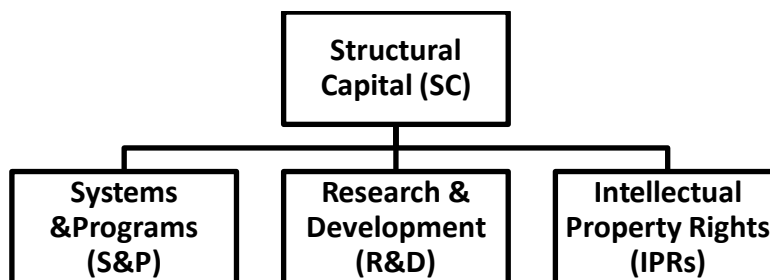 Structural
Capital (SC)
Systems
&Programs
(S&P)
Research &
Development
(R&D)
Intellectual
Property Rights
(IPRs)